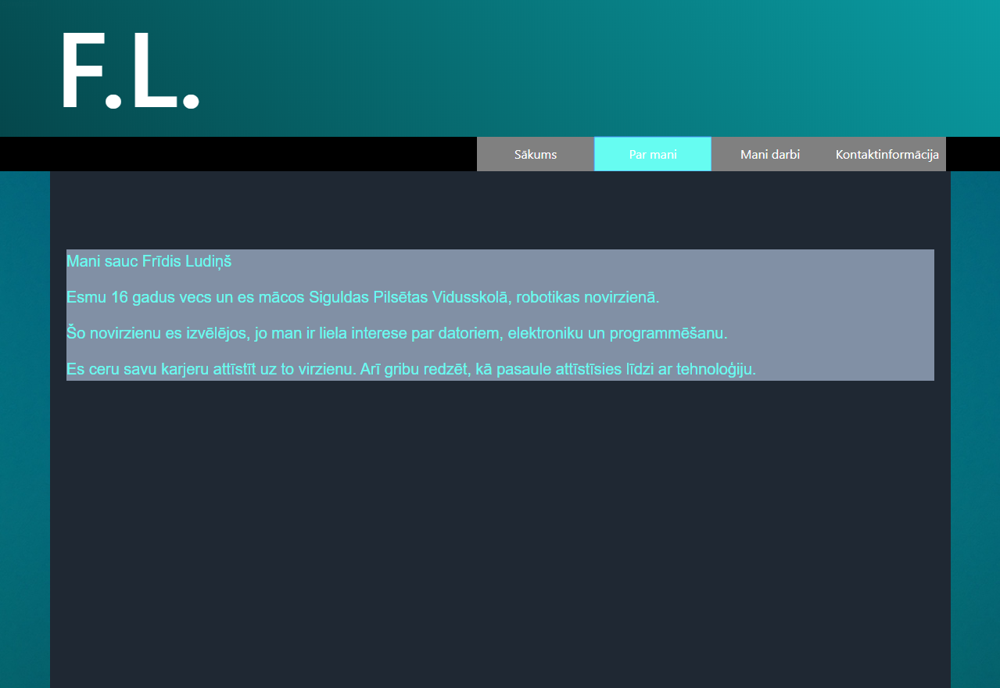 F.L.
Sākums Par mani Mani darbi Kontaktinformācija
Mani sauc Frīdis Ludiņš
Esmu 16 gadus vecs un es mācos Siguldas Pilsētas Vidusskolā, robotikas novirzienā.
Šo novirzienu es izvēlējos, jo man ir liela interese par datoriem, elektroniku un programmēšanu.
Es ceru savu karjeru attīstīt uz to virzienu. Arī gribu redzēt, kā pasaule attīstīsies līdzi ar tehnoloģiju.